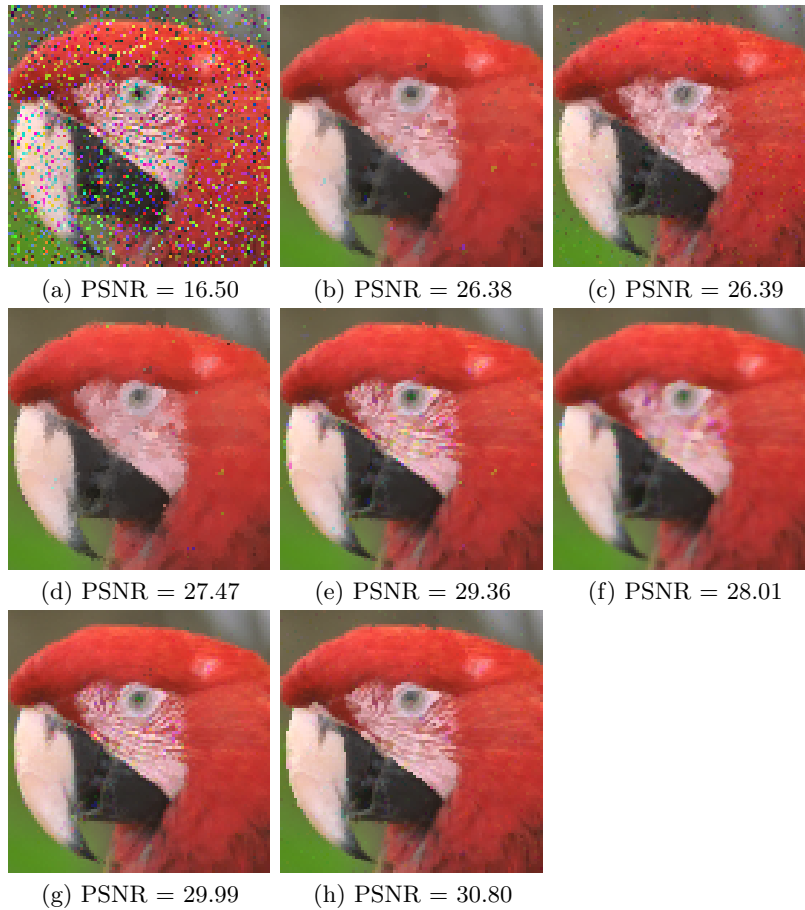 (a) PSNR = 16.50
(b) PSNR = 26.38
(c) PSNR = 26.39
(d) PSNR = 27.47
(e) PSNR = 29.36
(f) PSNR = 28.01
(g) PSNR = 29.99
(h) PSNR = 30.80